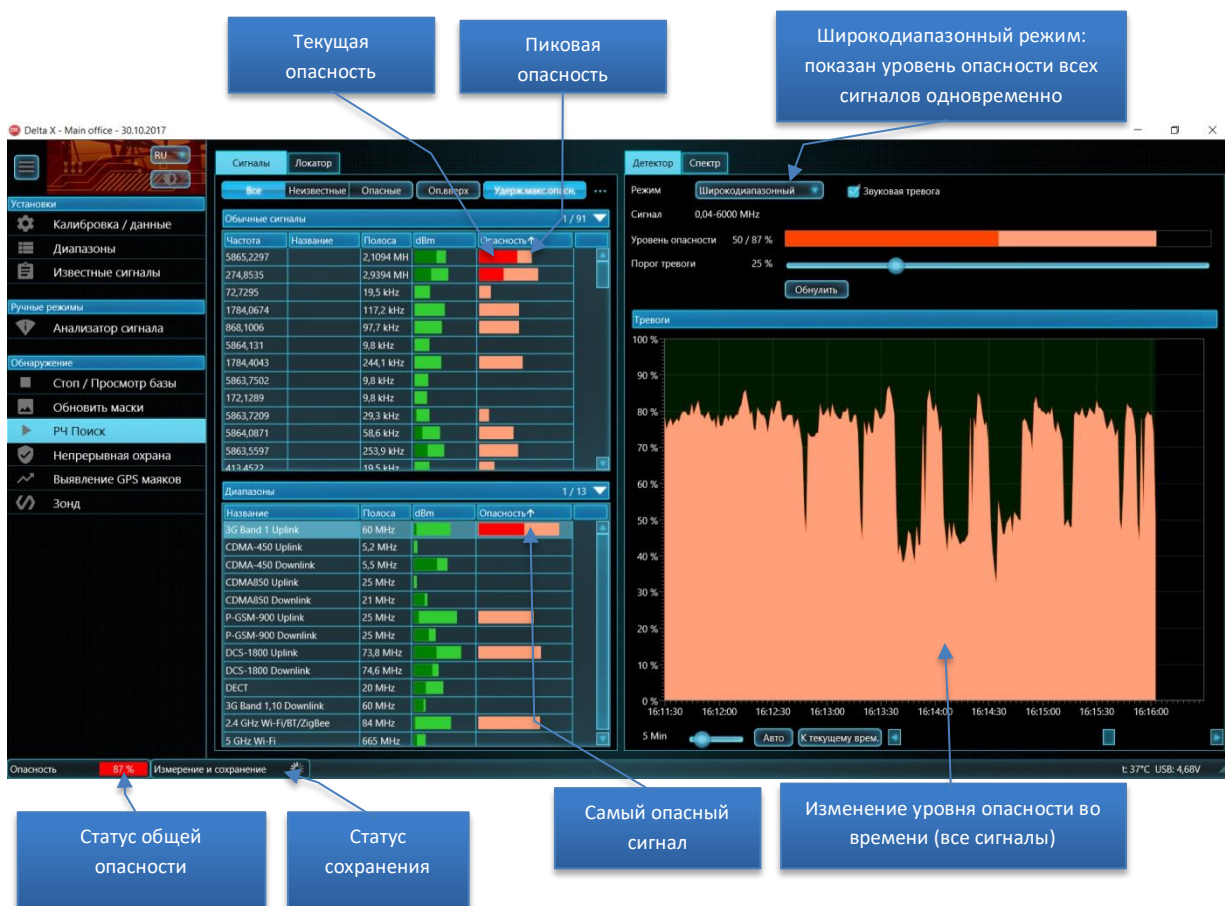 Текущая
опасность
Пиковая
опасность
Широкодиапазонный режим:
показан уровень опасности всех
сигналов одновременно
Delta X - Main office - 30.10.2017
RU
Установки
Калибровка / данные
Диапазоны
Известные сигналы
Ручные режимы
Анализатор сигнала
Обнаружение
Стоп / Просмотр базы
Обновить маски
РЧ Поиск
Непрерывная охрана
Выявление GPS маяков
Зонд
Сигналы Локатор
Все Неизвестные Опасные Оп.вверх Удерж.макс.опасн. ...
Обычные сигналы 1 / 91
Частота Название Полоса dBm Опасность↑
5865,2297 2,1094 MH
274,8535 2,9394 MH
72,7295 19,5 kHz
1784,0674 117,2 kHz
868,1006 97,7 kHz
5864,131 9,8 kHz
1784,4043 244,1 kHz
5863,7502 9,8 kHz
172,1289 9,8 kHz
5863,7209 29,3 kHz
5864,0871 58,6 kHz
5863,5597 253,9 kHz
413,4522 19,5 kHz
Диапазоны 1 / 13
Название Полоса dBm Опасность↑
3G Band 1 Uplink 60 MHz
CDMA-450 Uplink 5,2 MHz
CDMA-450 Downlink 5,5 MHz
CDMA850 Uplink 25 MHz
CDMA850 Downlink 21 MHz
P-GSM-900 Uplink 25 MHz
P-GSM-900 Downlink 25 MHz
DCS-1800 Uplink 73,8 MHz
DCS-1800 Downlink 74,6 MHz
DECT 20 MHz
3G Band 1,10 Downlink 60 MHz
2.4 GHz Wi-Fi/BT/ZigBee 84 MHz
5 GHz Wi-Fi 665 MHz
Детектор Спектр
Режим Широкодиапазонный Звуковая тревога
Сигнал 0,04-6000 MHz
Уровень опасности 50 / 87 %
Порог тревоги 25 %
Обнулить
Тревоги
100 %
90 %
80 %
70 %
60 %
50 %
40 %
30 %
20 %
10 %
0 %
16:11:30 16:12:00 16:12:30 16:13:00 16:13:30 16:14:00 16:14:30 16:15:00 16:15:30 16:16:00
5 Min Авто К текущему врем.
Опасность 87 % Измерение и сохранение t: 37°C USB: 4,68V
Статус общей
опасности
Статус
сохранения
Самый опасный
сигнал
Изменение уровня опасности во
времени (все сигналы)